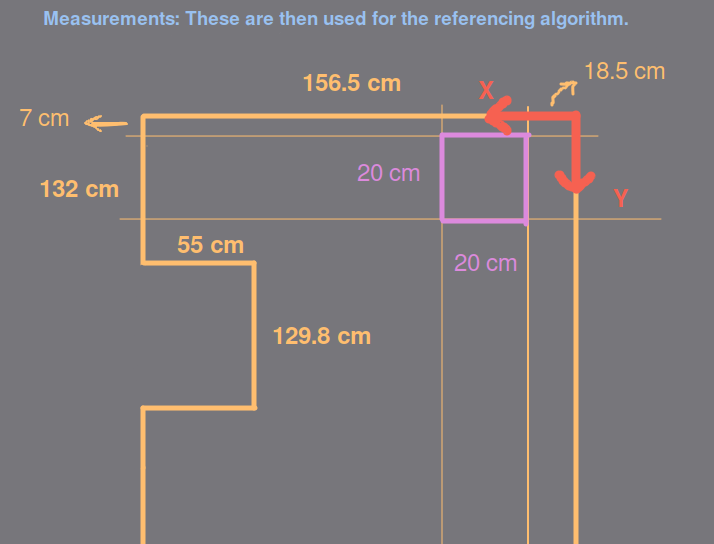 Measurements: These are then used for the referencing algorithm.
156.5 cm
X
18.5 cm
7 cm
20 cm
132 cm
Y
55 cm
20 cm
129.8 cm